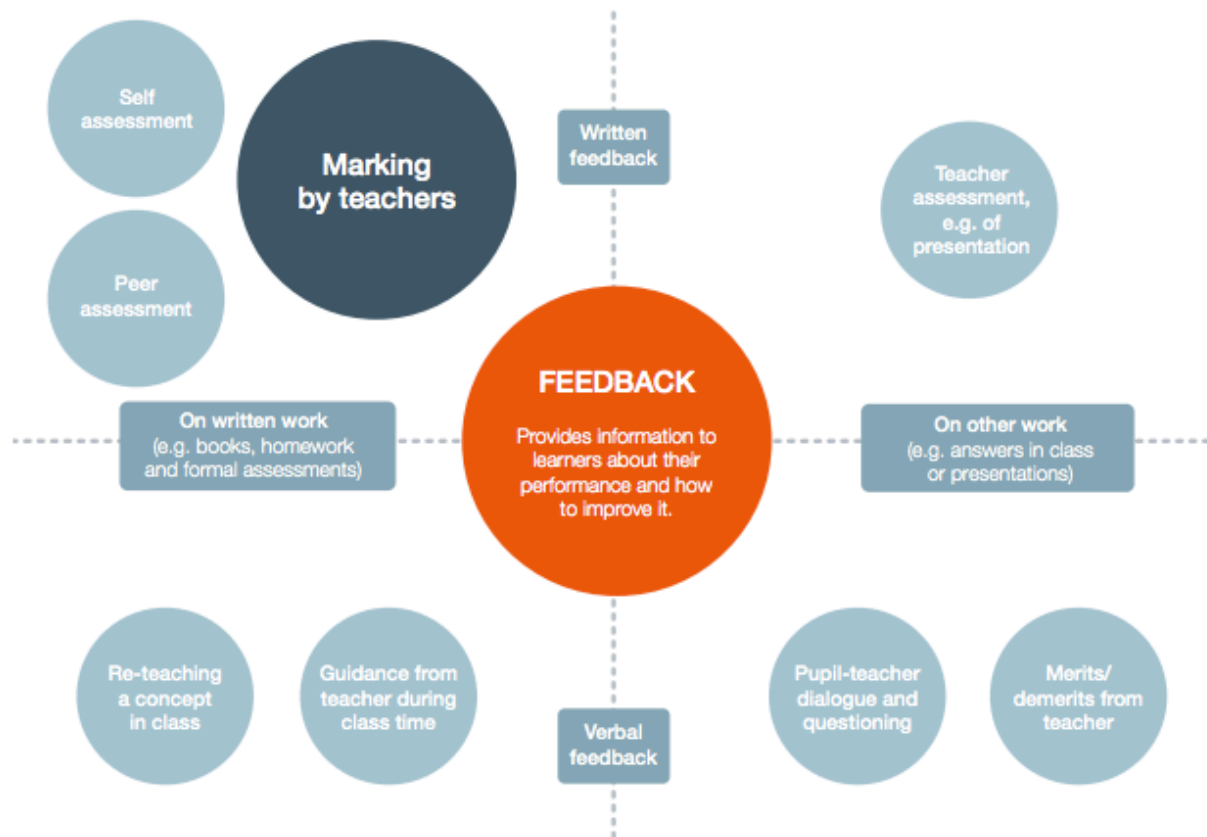 Self
assessment
Marking
by teachers
Written
feedback
Teacher
assessment,
e.g. of
presentation
Peer
assessment
FEEDBACK
Provides information to
learners about their
performance and how
to improve it.
On written work
(e.g. books, homework
and formal assessments)
On other work
(e.g. answers in class
or presentations)
Re-teaching
a concept
in class
Guidance from
teacher during
class time
Verbal
feedback
Pupil-teacher
dialogue and
questioning
Merits/
demerits from
teacher